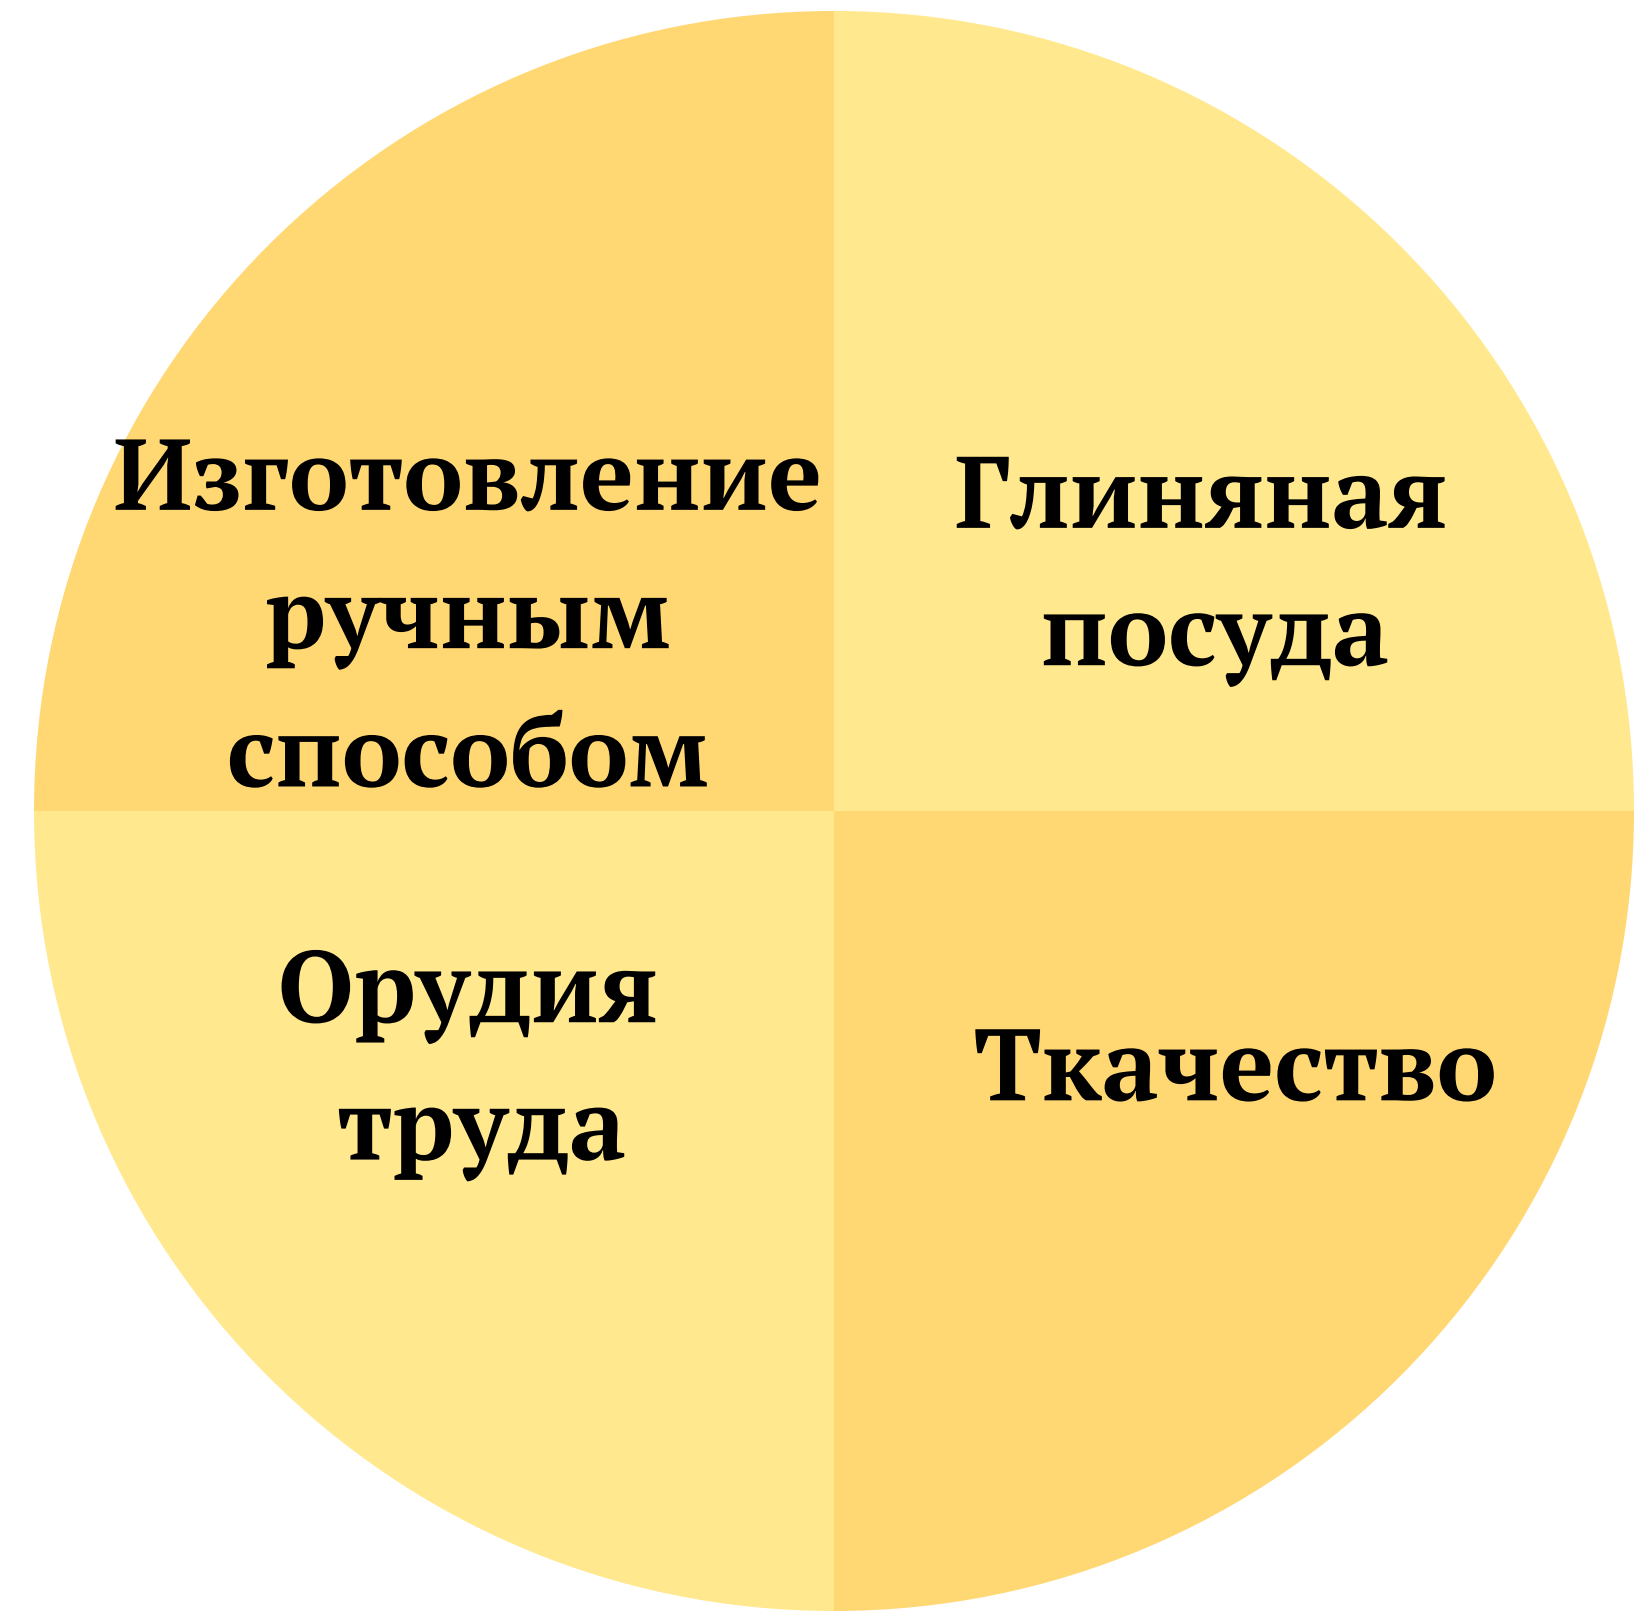 Изготовление
ручным
способом
Глиняная
посуда
Орудия
труда
Ткачество